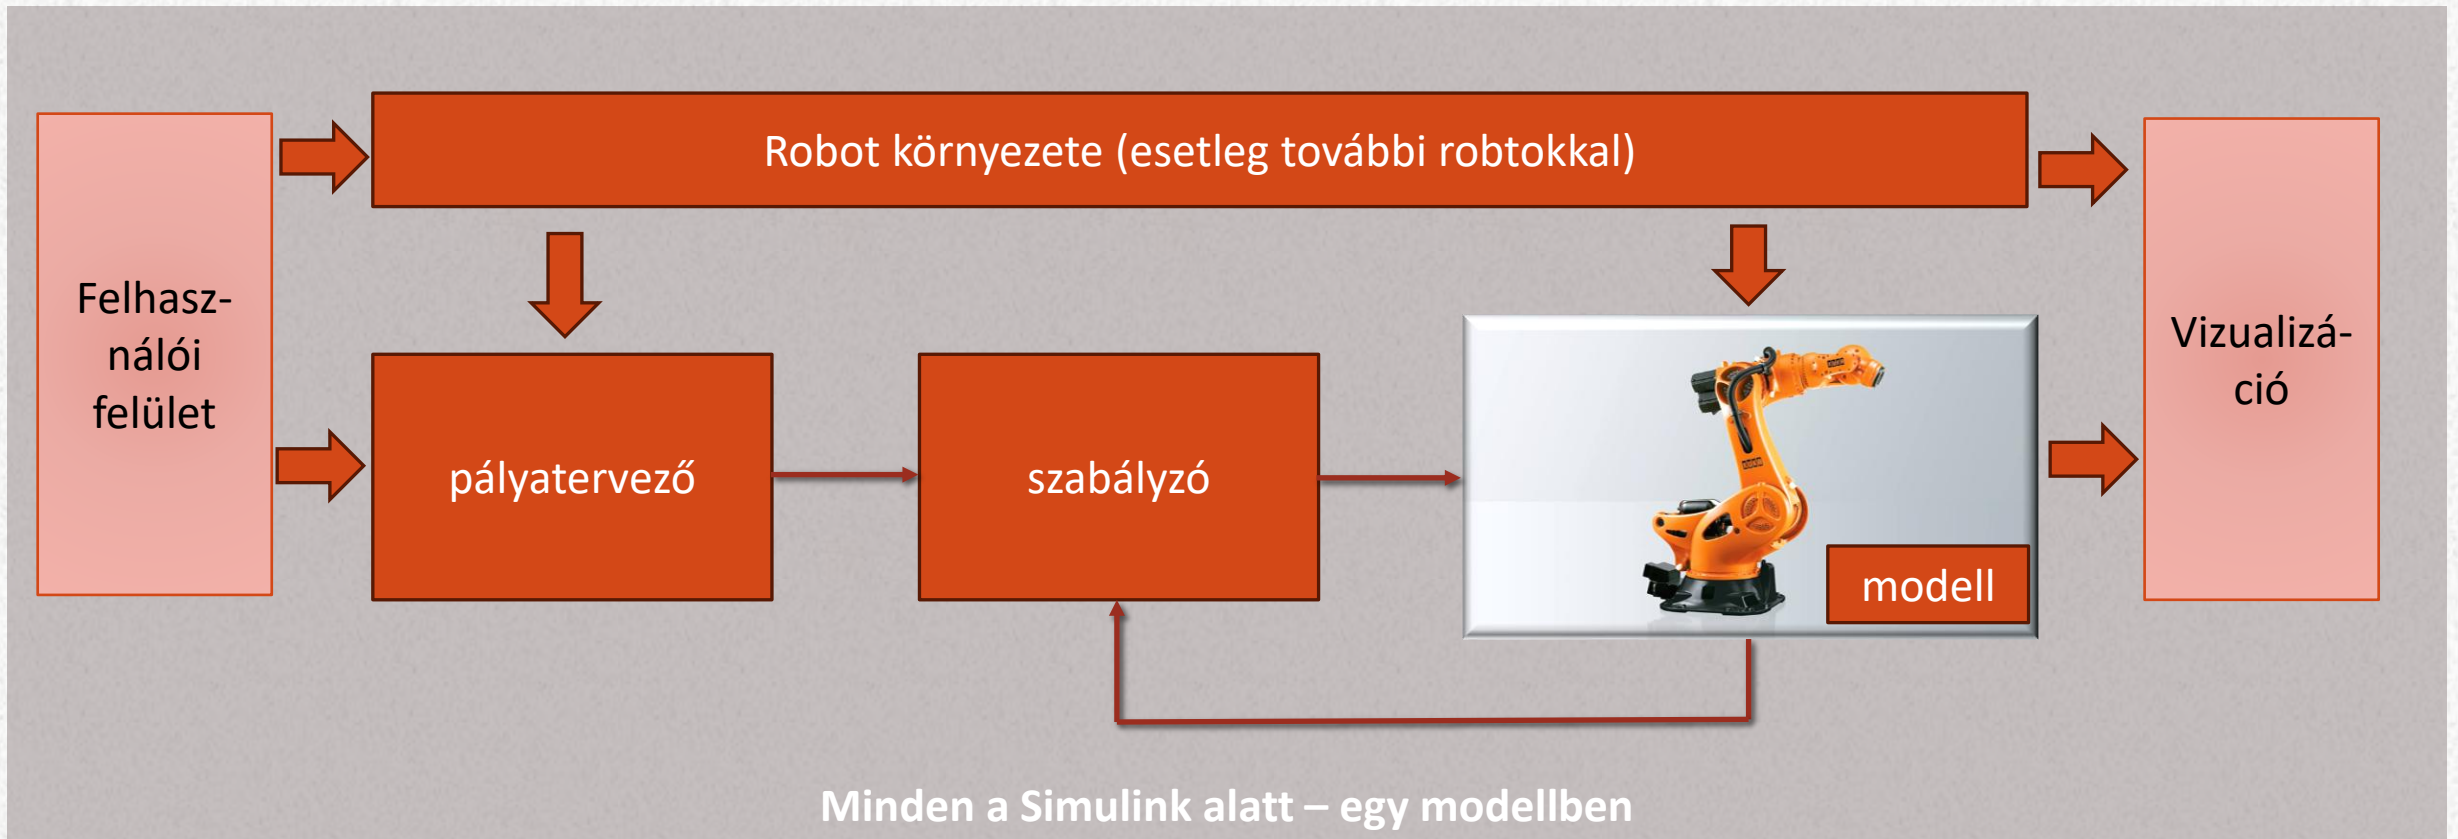 Robot környezete (esetleg további robtokkal)
Felhasz-
nálói
felület
pályatervező
szabályzó
modell
Vizualizá-
ció
Minden a Simulink alatt – egy modellben